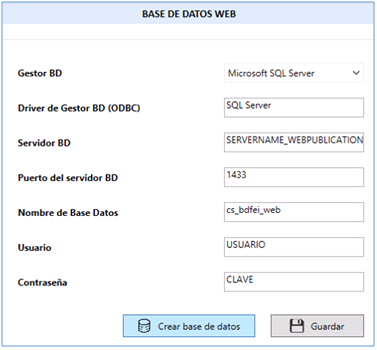 BASE DE DATOS WEB
Gestor BD Microsoft SQL Server
Driver de Gestor BD (ODBC) SQL Server
Servidor BD SERVERNAME_WEBPUBLICATION
Puerto del servidor BD 1433
Nombre de Base Datos cs_bdfei_web
Usuario USUARIO
Contraseña CLAVE
Crear base de datos Guardar